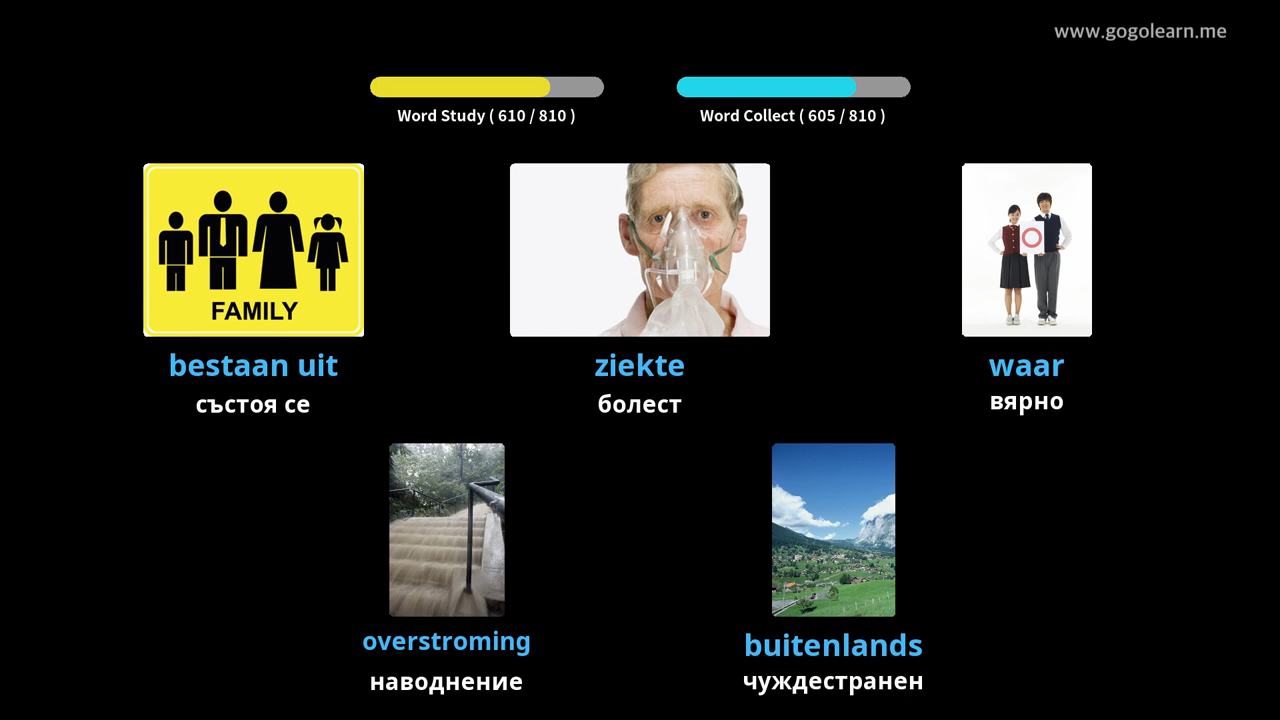 www.gogolearn.me
Word Study ( 610 / 810 )
Word Collect ( 605 / 810 )
FAMILY
bestaan uit
състоя се
ziekte
болест
waar
вярно
overstroming
наводнение
buitenlands
чуждестранен